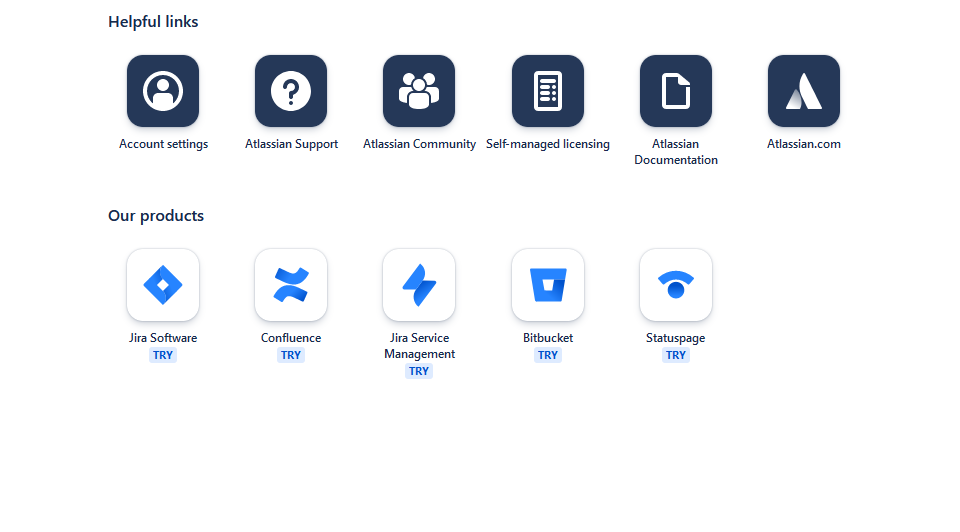 Helpful links
Account settings
Atlassian Support
Atlassian Community
Self-managed licensing
Atlassian
Documentation
Atlassian.com
Our products
Jira Software
TRY
Confluence
TRY
Jira Service
Management
TRY
Bitbucket
TRY
Statuspage
TRY